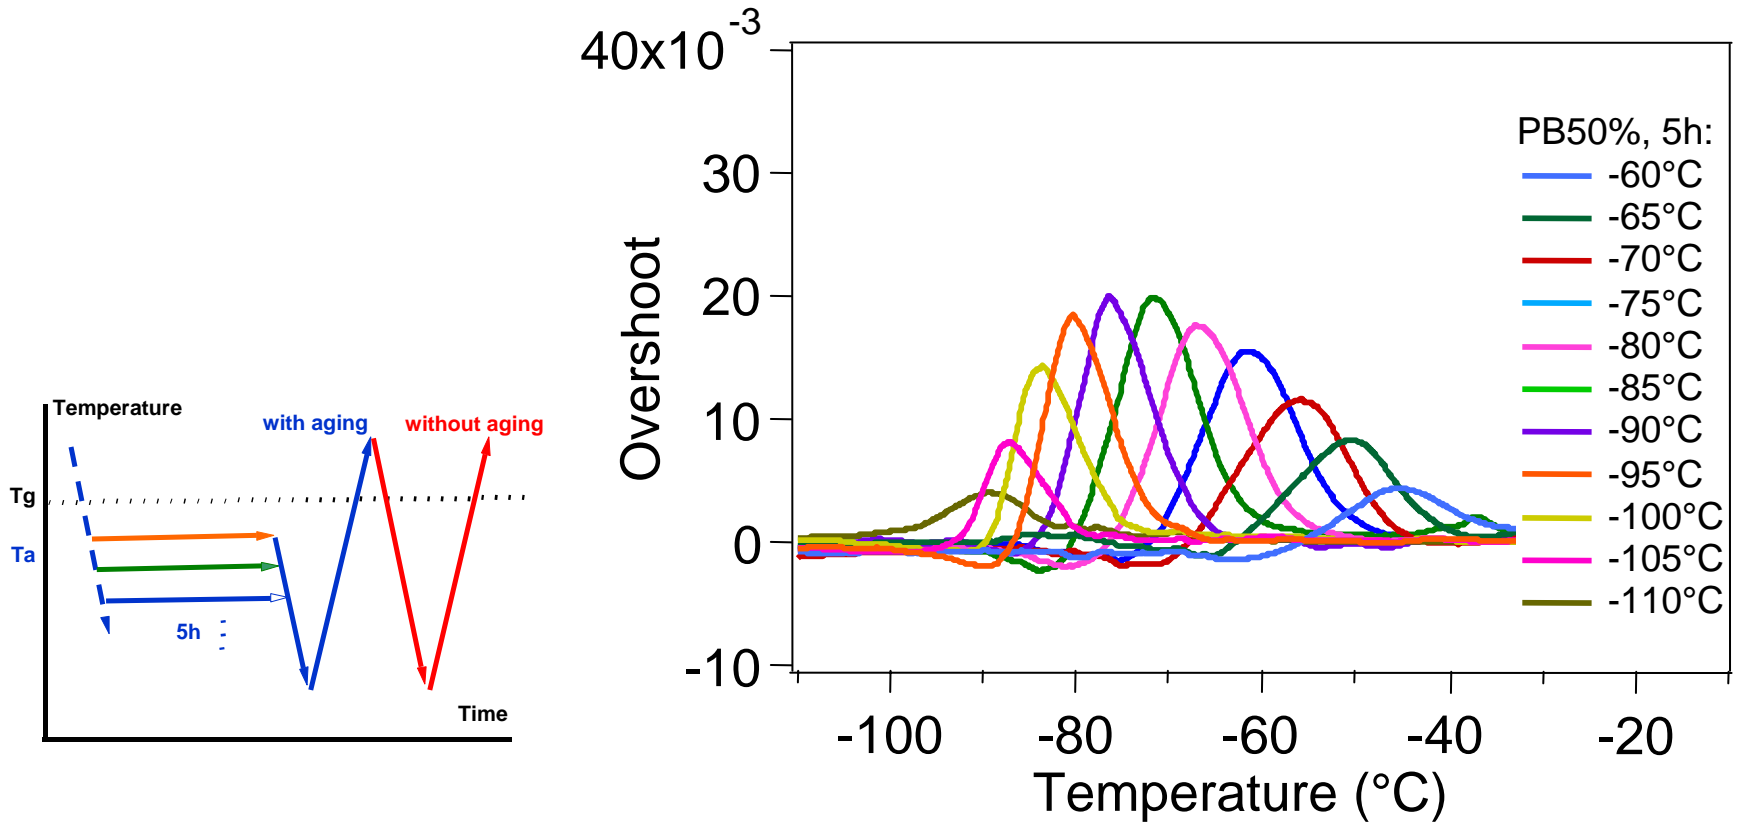 Temperature
with aging
without aging
Tg
Ta
5h
Time
40x10-3
30
20
10
0
-10
Overshoot
PB50%, 5h:
-60°C
-65°C
-70°C
-75°C
-80°C
-85°C
-90°C
-95°C
-100°C
-105°C
-110°C
-100 -80 -60 -40 -20
Temperature (°C)